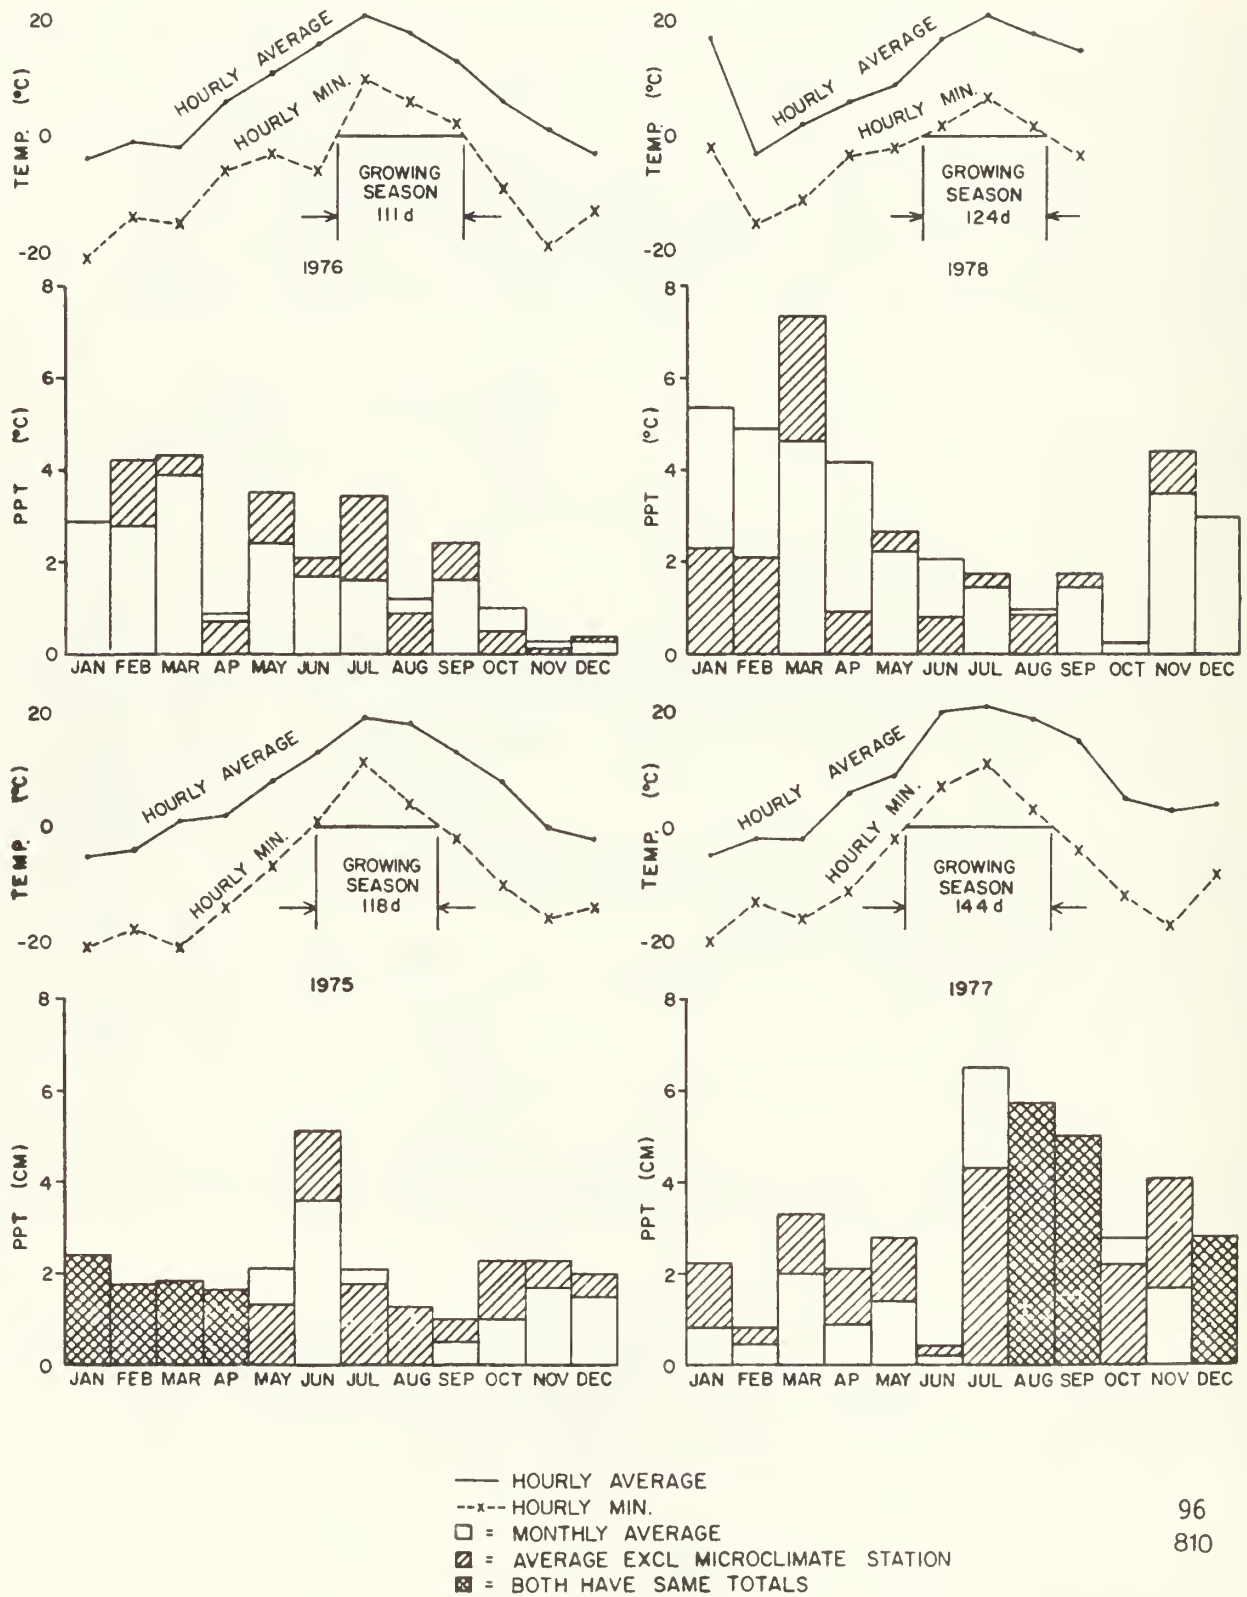 20
0
-20
TEMP. (°C)
HOURLY AVERAGE
HOURLY MIN.
GROWING
SEASON
111 d
1976
8
6
4
2
0
PPT (°C)
JAN FEB MAR AP MAY JUN JUL AUG SEP OCT NOV DEC
20
0
-20
TEMP. (°C)
HOURLY AVERAGE
HOURLY MIN.
GROWING
SEASON
124d
1978
8
6
4
2
0
PPT (°C)
JAN FEB MAR AP MAY JUN JUL AUG SEP OCT NOV DEC
20
0
-20
TEMP. (°C)
HOURLY AVERAGE
HOURLY MIN.
GROWING
SEASON
118d
1975
8
6
4
2
0
PPT (CM)
JAN FEB MAR AP MAY JUN JUL AUG SEP OCT NOV DEC
20
0
-20
TEMP. (°C)
HOURLY AVERAGE
HOURLY MIN.
GROWING
SEASON
144d
1977
8
6
4
2
0
PPT (CM)
JAN FEB MAR AP MAY JUN JUL AUG SEP OCT NOV DEC
HOURLY AVERAGE
--x-- HOURLY MIN.
= MONTHLY AVERAGE
= AVERAGE EXCL MICROCLIMATE STATION
= BOTH HAVE SAME TOTALS
96
810